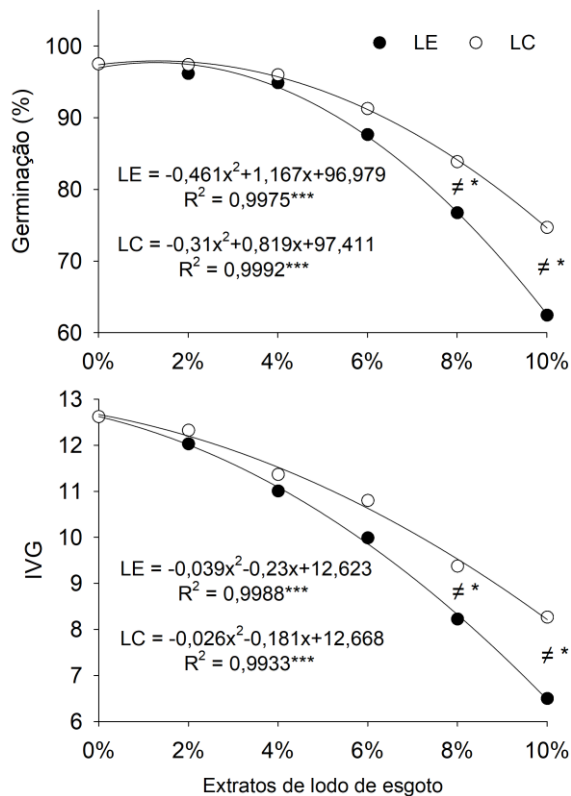 LE LC
100
90
80
70
60
Germinação (%)
LE = -0,461x²+1,167x+96,979
R² = 0,9975***
LC = -0,31x²+0,819x+97,411
R² = 0,9992***
≠ *
≠ *
0% 2% 4% 6% 8% 10%
13
12
11
10
9
8
7
6
IVG
LE = -0,039x²-0,23x+12,623
R² = 0,9988***
LC = -0,026x²-0,181x+12,668
R² = 0,9933***
≠ *
≠ *
0% 2% 4% 6% 8% 10%
Extratos de lodo de esgoto